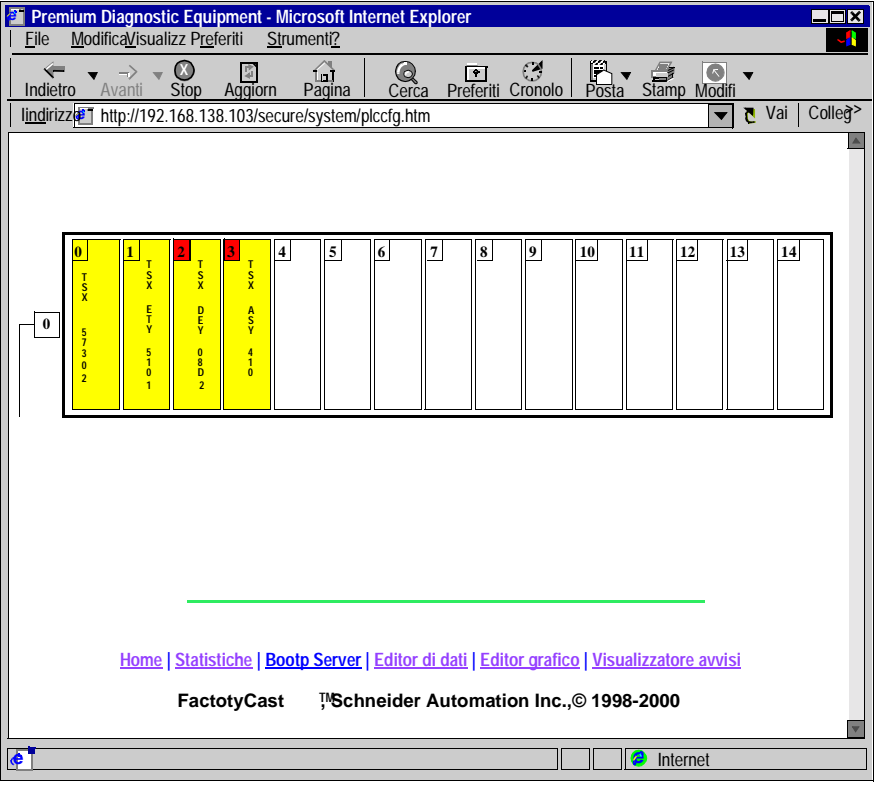 Premium Diagnostic Equipment - Microsoft Internet Explorer
File ModificaVisualizz Preferiti Strumenti?
Indietro Avanti Stop Aggiorn Pagina Cerca Preferiti Cronolo Posta Stamp Modifi
lindirizzo http://192.168.138.103/secure/system/plccfg.htm Vai Colleg >>
0 1 2 3 4 5 6 7 8 9 10 11 12 13 14
0
TSX 57302
TSX ETY 5101
TSX DEY 08D2
TSX ASY 410
Home | Statistiche | Bootp Server | Editor di dati | Editor grafico | Visualizzatore avvisi
FactotyCast ™,Schneider Automation Inc.,© 1998-2000
Internet